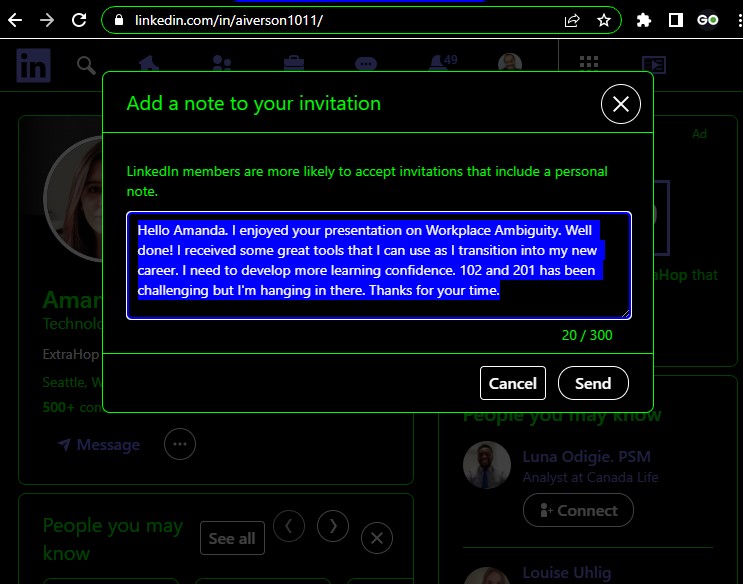 linkedin.com/in/aiverson1011/
GO
in
49
Add a note to your invitation
LinkedIn members are more likely to accept invitations that include a personal
note.
Hello Amanda. I enjoyed your presentation on Workplace Ambiguity. Well
done! I received some great tools that I can use as I transition into my new
career. I need to develop more learning confidence. 102 and 201 has been
challenging but I'm hanging in there. Thanks for your time.
20 / 300
Cancel
Send
Ad
Hop that
Aman
Technolo
ExtraHop
Seattle, W
500+ con
Message
People you may
know
See all
People you may know
Luna Odigie. PSM
Analyst at Canada Life
Connect
Louise Uhlig